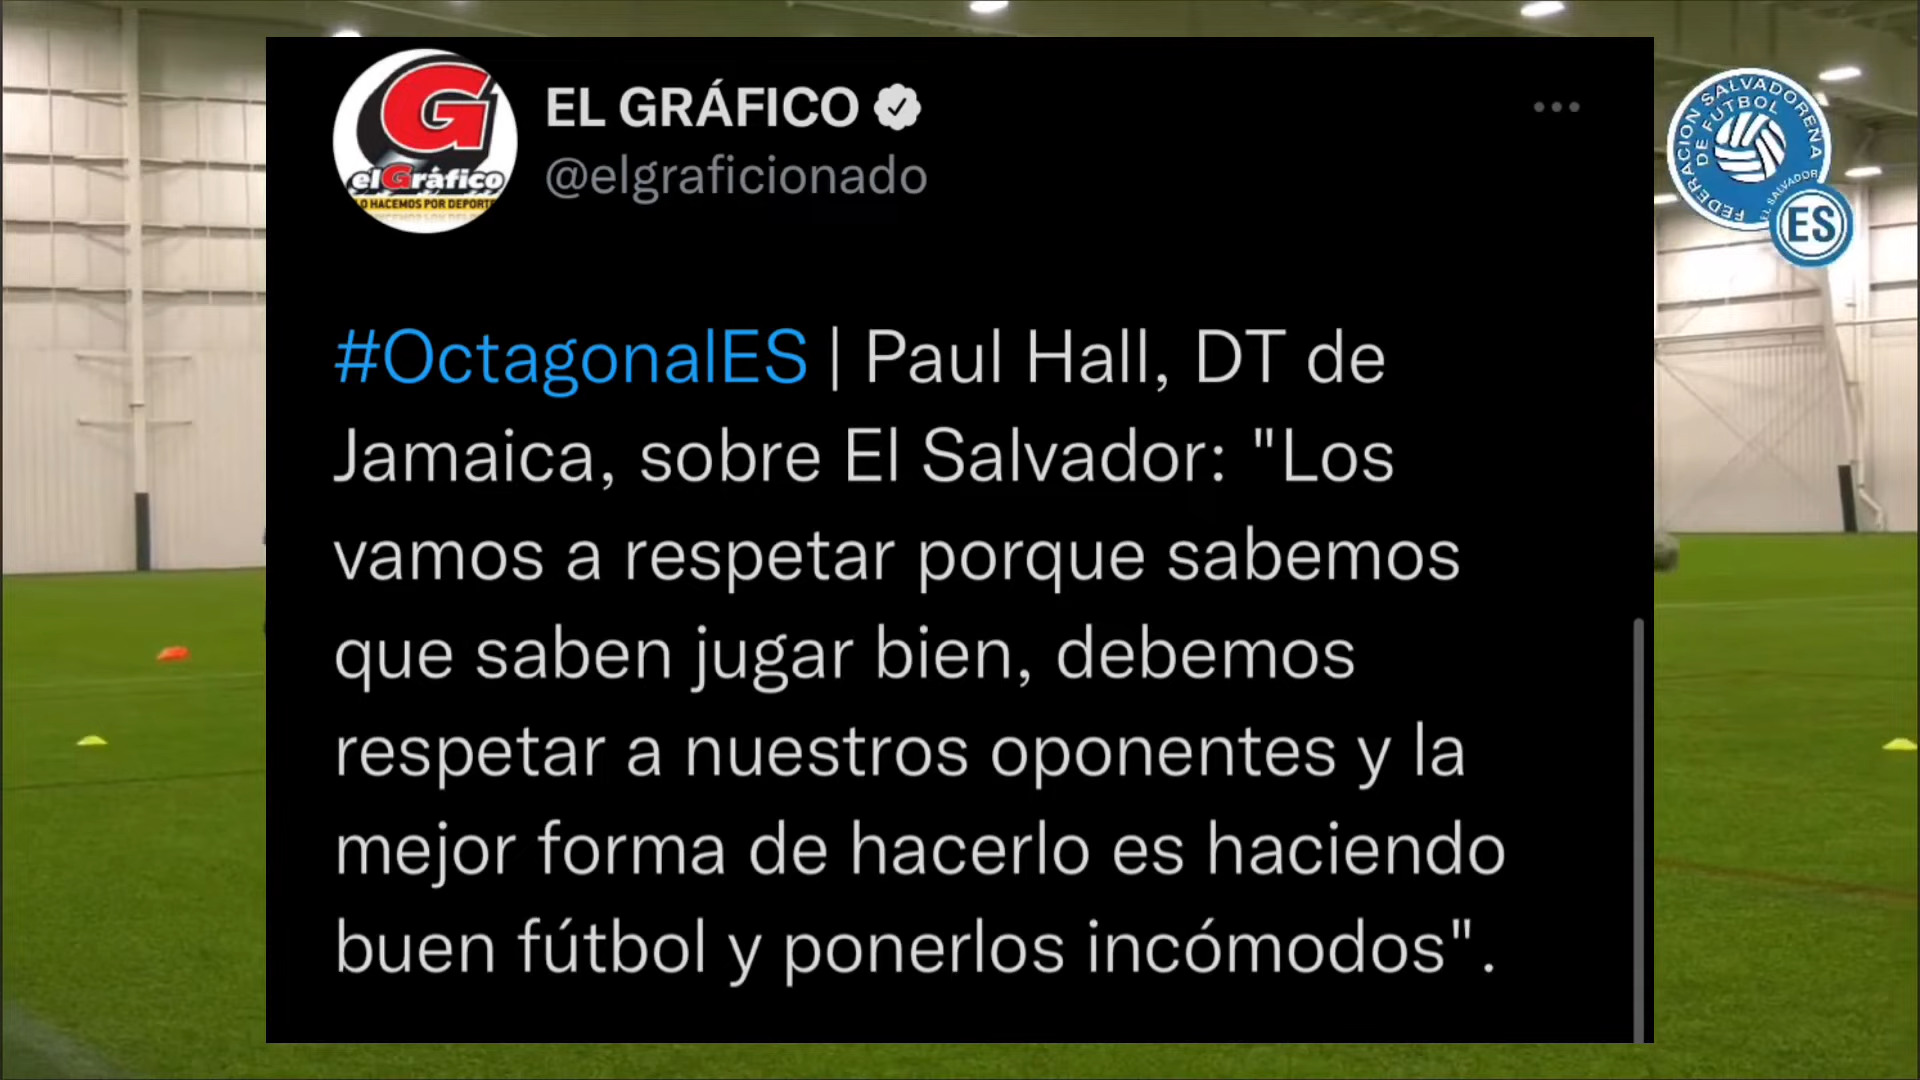 EL GRÁFICO
@elgraficionado
elGráfico
LO HACEMOS POR DEPORTE
#OctagonalES | Paul Hall, DT de
Jamaica, sobre El Salvador: "Los
vamos a respetar porque sabemos
que saben jugar bien, debemos
respetar a nuestros oponentes y la
mejor forma de hacerlo es haciendo
buen fútbol y ponerlos incómodos".
FEDERACION SALVADOREÑA
DE FUTBOL
EL SALVADOR
ES